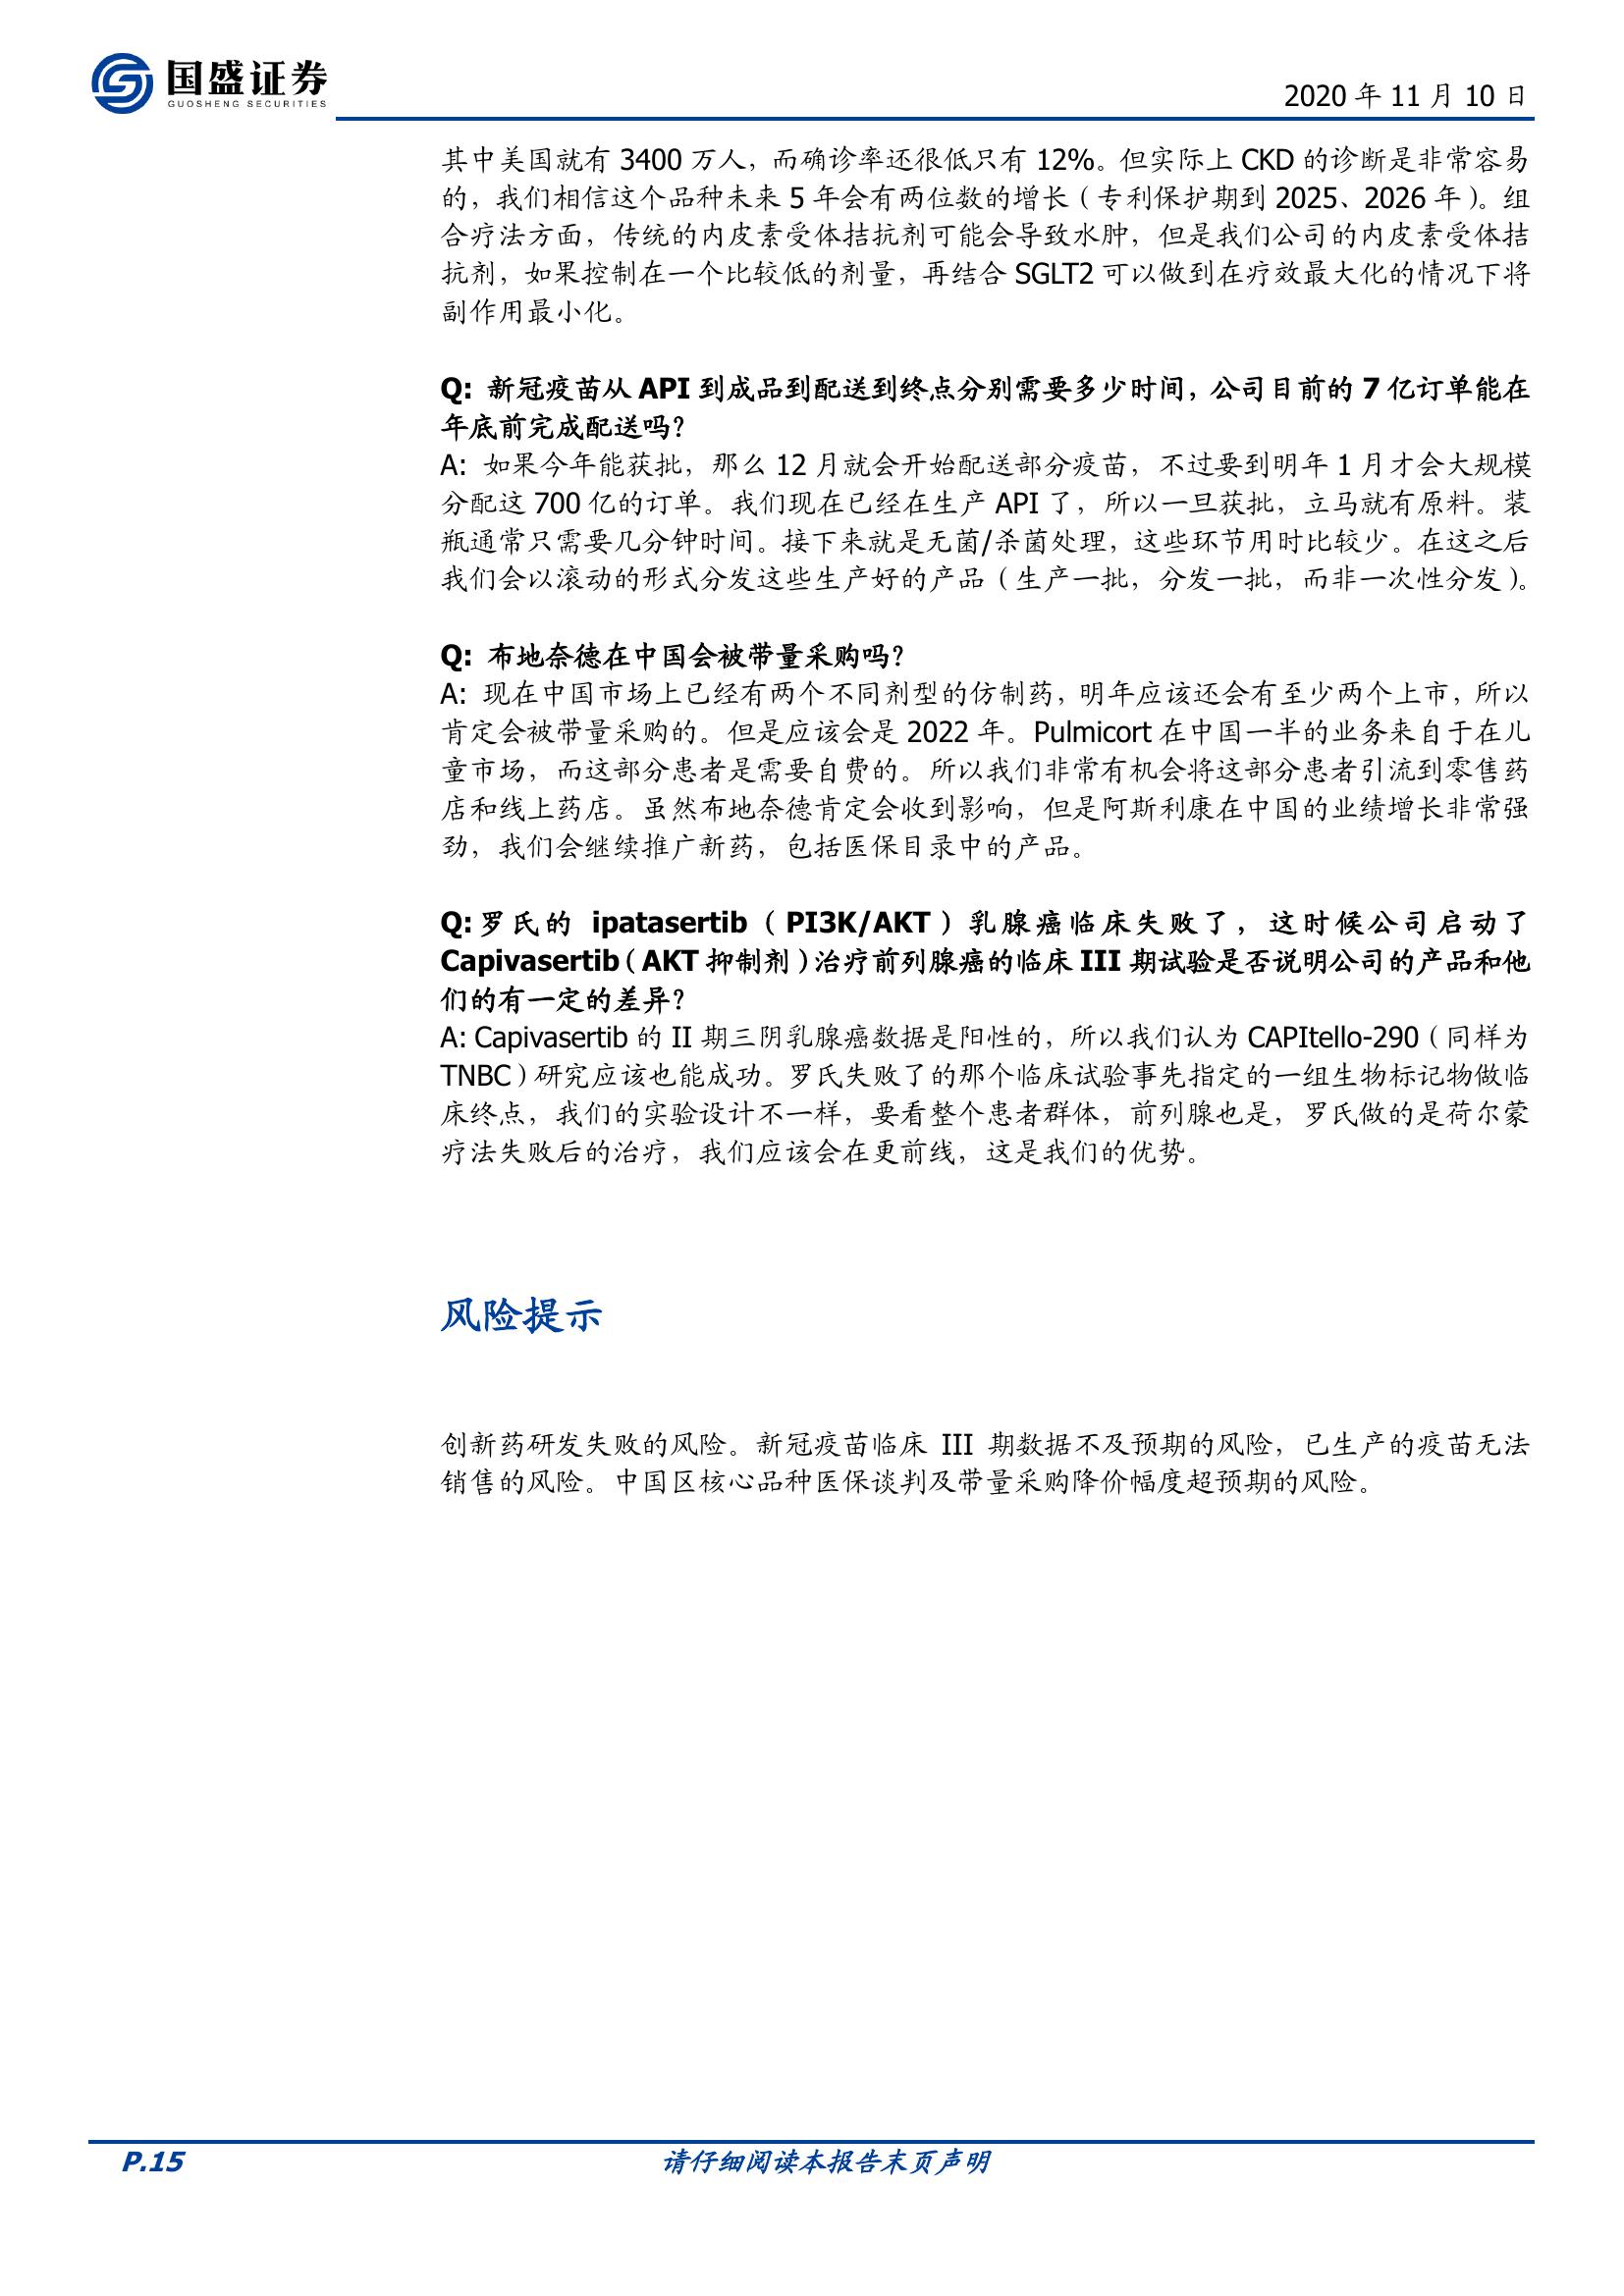 国盛证券
GUOSHENG SECURITIES
2020 年 11 月 10 日
其中美国就有 3400 万人，而确诊率还很低只有 12%。但实际上 CKD 的诊断是非常容易
的，我们相信这个品种未来 5 年会有两位数的增长（专利保护期到 2025、2026 年）。组
合疗法方面，传统的内皮素受体拮抗剂可能会导致水肿，但是我们公司的内皮素受体拮
抗剂，如果控制在一个比较低的剂量，再结合 SGLT2 可以做到在疗效最大化的情况下将
副作用最小化。
Q: 新冠疫苗从 API 到成品到配送到终点分别需要多少时间，公司目前的 7 亿订单能在
年底前完成配送吗？
A: 如果今年能获批，那么 12 月就会开始配送部分疫苗，不过要到明年 1 月才会大规模
分配这 700 亿的订单。我们现在已经在生产 API 了，所以一旦获批，立马就有原料。装
瓶通常只需要几分钟时间。接下来就是无菌/杀菌处理，这些环节用时比较少。在这之后
我们会以滚动的形式分发这些生产好的产品（生产一批，分发一批，而非一次性分发）。
Q: 布地奈德在中国会被带量采购吗？
A: 现在中国市场上已经有两个不同剂型的仿制药，明年应该还会有至少两个上市，所以
肯定会被带量采购的。但是应该会是 2022 年。Pulmicort 在中国一半的业务来自于在儿
童市场，而这部分患者是需要自费的。所以我们非常有机会将这部分患者引流到零售药
店和线上药店。虽然布地奈德肯定会收到影响，但是阿斯利康在中国的业绩增长非常强
劲，我们会继续推广新药，包括医保目录中的产品。
Q: 罗氏的 ipatasertib（PI3K/AKT）乳腺癌临床失败了，这时候公司启动了
Capivasertib（AKT 抑制剂）治疗前列腺癌的临床 III 期试验是否说明公司的产品和他
们的有一定的差异？
A: Capivasertib 的 II 期三阴乳腺癌数据是阳性的，所以我们认为 CAPItello-290（同样为
TNBC）研究应该也能成功。罗氏失败了的那个临床试验事先指定的一组生物标记物做临
床终点，我们的实验设计不一样，要看整个患者群体，前列腺也是，罗氏做的是荷尔蒙
疗法失败后的治疗，我们应该会在更前线，这是我们的优势。
风险提示
创新药研发失败的风险。新冠疫苗临床 III 期数据不及预期的风险，已生产的疫苗无法
销售的风险。中国区核心品种医保谈判及带量采购降价幅度超预期的风险。
P.15
请仔细阅读本报告末页声明